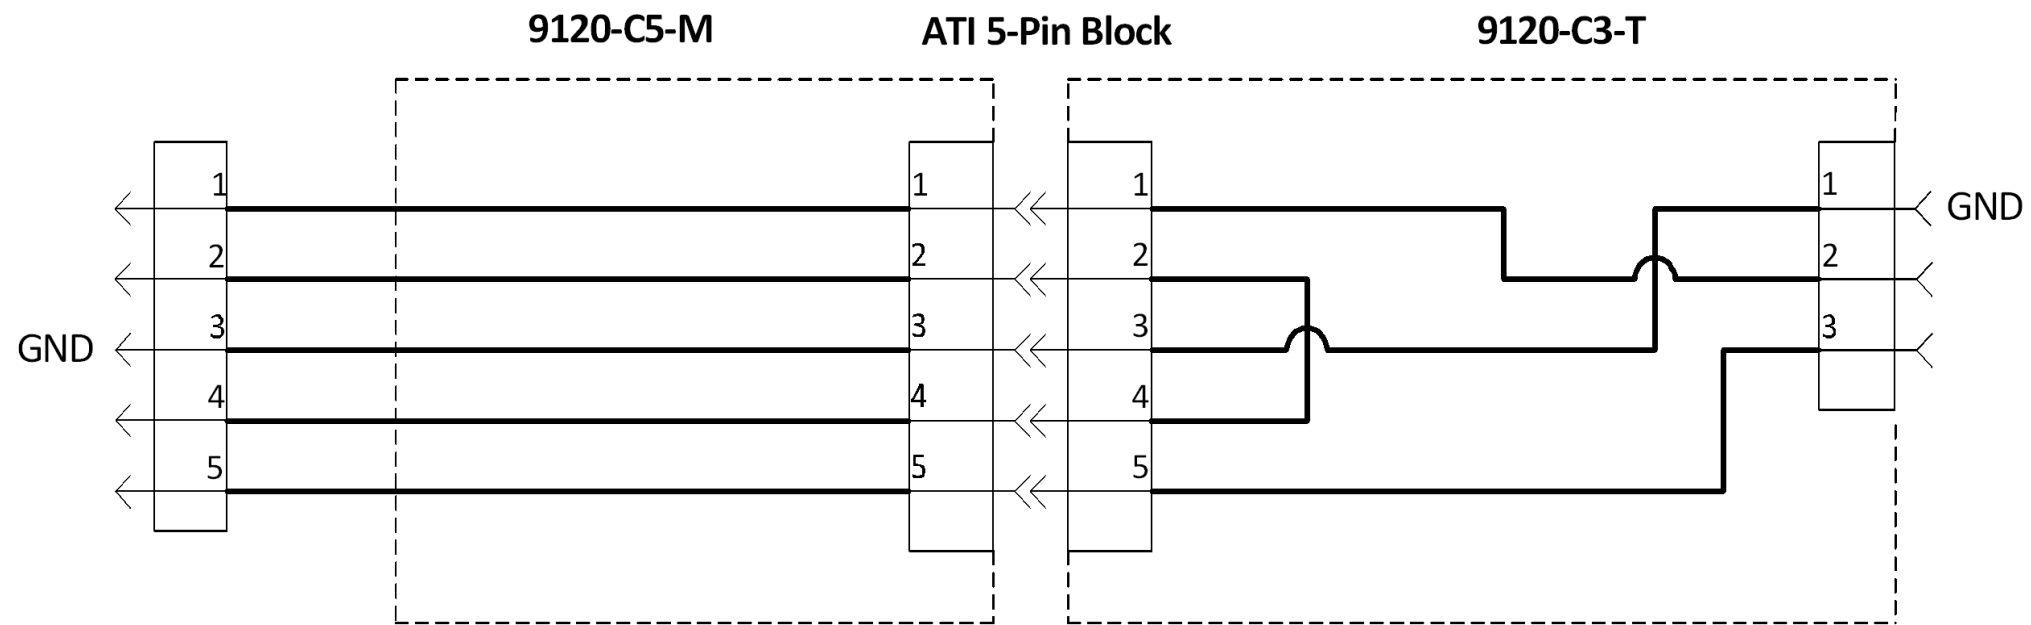 9120-C5-M ATI 5-Pin Block 9120-C3-T
1 1 1 1 GND
2 2 2 2
GND 3 3 3 3
4 4 4
5 5 5